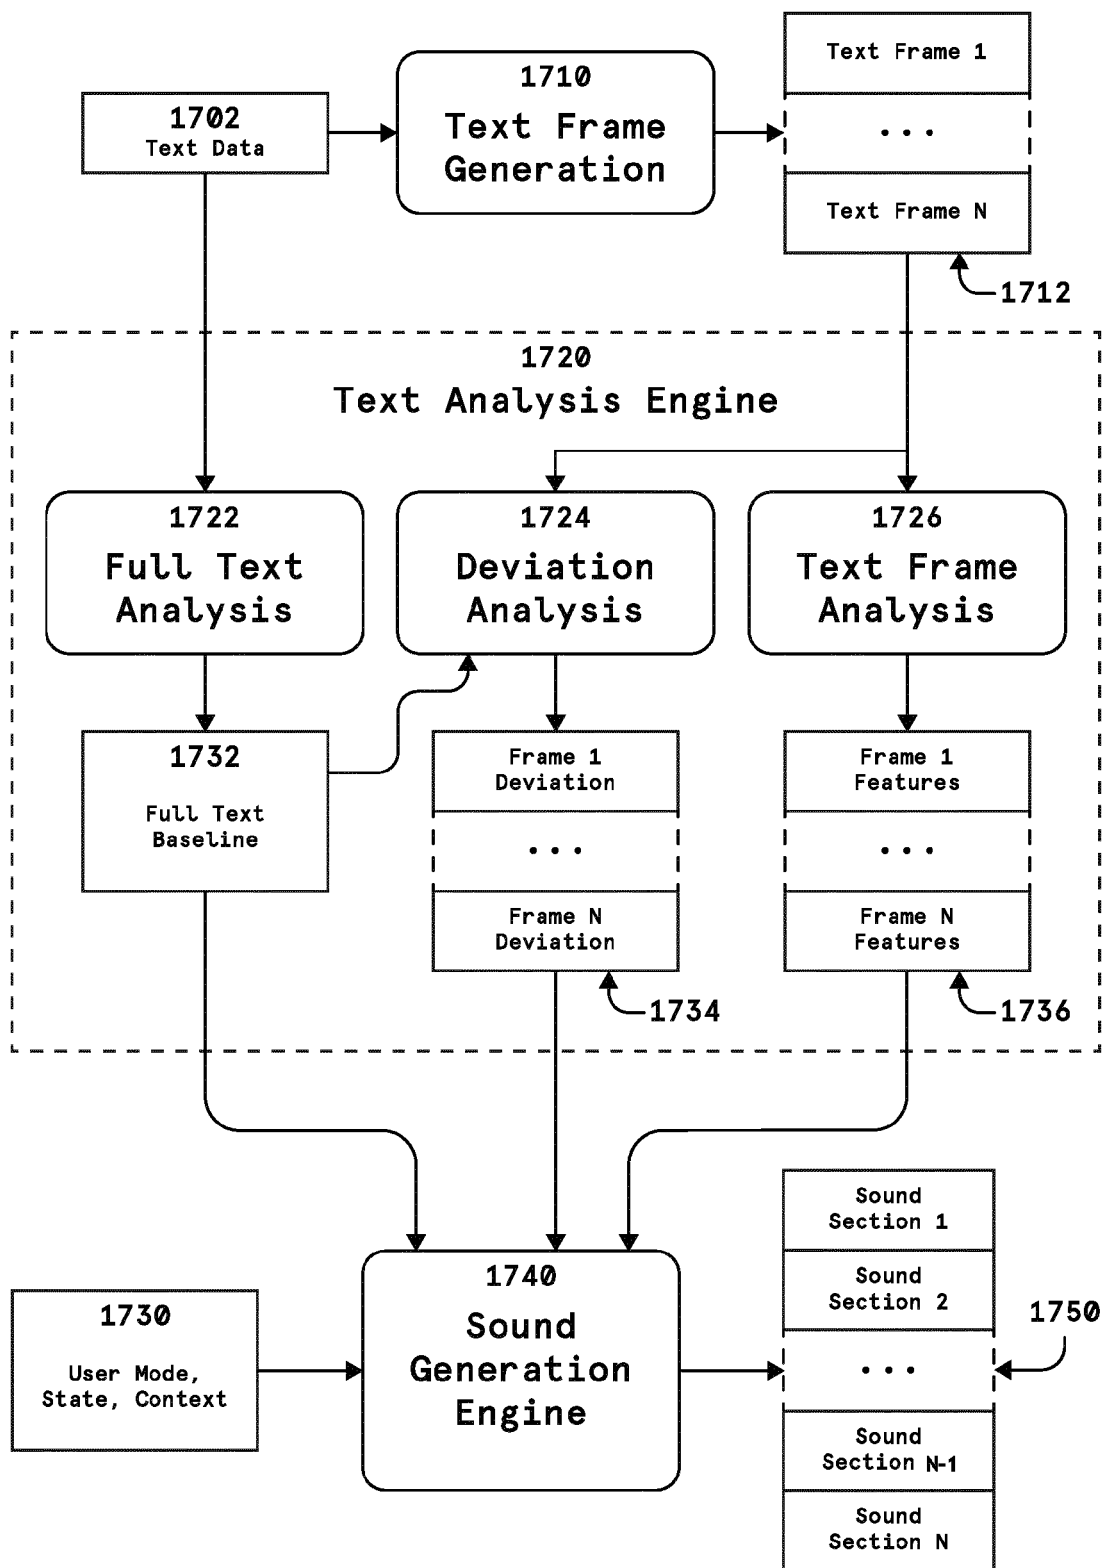 1702
Text Data
1710
Text Frame
Generation
Text Frame 1
...
Text Frame N
1712
1720
Text Analysis Engine
1722
Full Text
Analysis
1724
Deviation
Analysis
1726
Text Frame
Analysis
1732
Full Text
Baseline
Frame 1
Deviation
...
Frame N
Deviation
1734
Frame 1
Features
...
Frame N
Features
1736
1730
User Mode,
State, Context
1740
Sound
Generation
Engine
Sound
Section 1
Sound
Section 2
...
Sound
Section N-1
Sound
Section N
1750